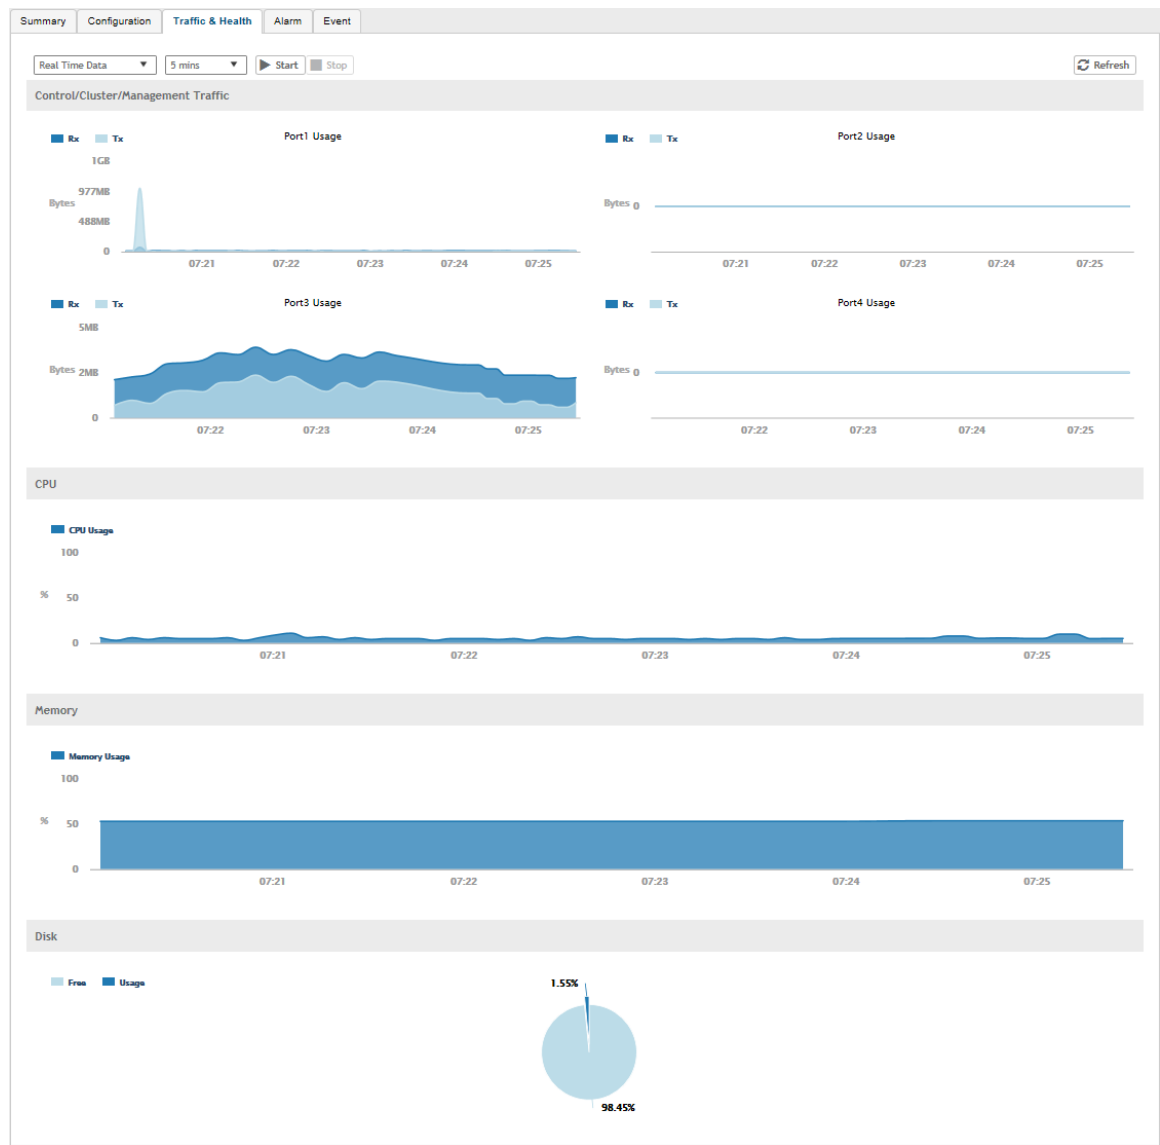 Summary Configuration Traffic & Health Alarm Event
Real Time Data 5 mins Start Stop Refresh
Control/Cluster/Management Traffic
Rx Tx Port1 Usage
1GB
977MB
Bytes
488MB
0
07:21 07:22 07:23 07:24 07:25
Rx Tx Port2 Usage
Bytes 0
07:21 07:22 07:23 07:24 07:25
Rx Tx Port3 Usage
5MB
Bytes 2MB
0
07:22 07:23 07:24 07:25
Rx Tx Port4 Usage
Bytes 0
07:22 07:23 07:24 07:25
CPU
CPU Usage
100
% 50
0
07:21 07:22 07:23 07:24 07:25
Memory
Memory Usage
100
% 50
0
07:21 07:22 07:23 07:24 07:25
Disk
Free Usage
1.55%
98.45%